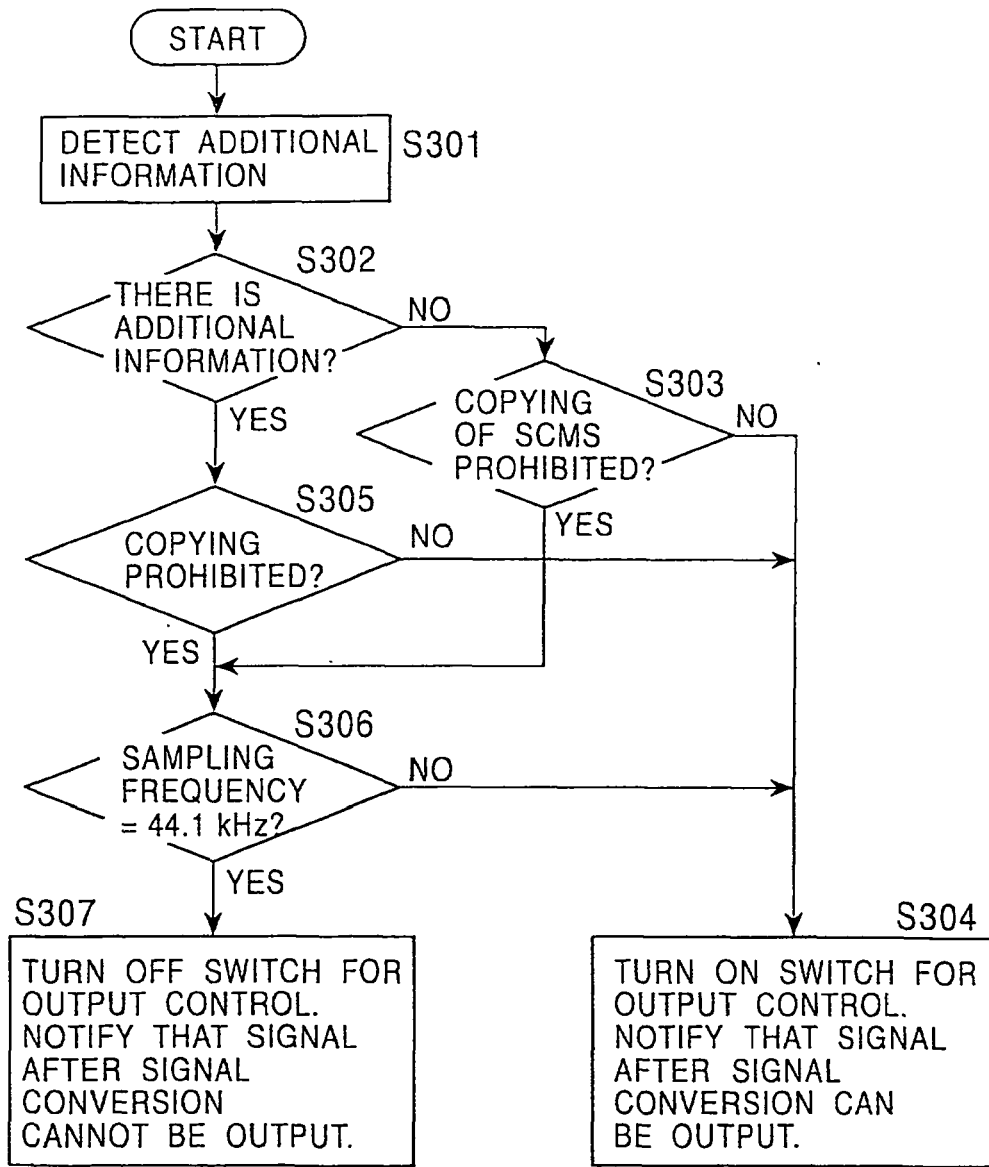 START
DETECT ADDITIONAL
INFORMATION
S301
S302
THERE IS
ADDITIONAL
INFORMATION?
NO
YES
S303
COPYING
OF SCMS
PROHIBITED?
NO
YES
S305
COPYING
PROHIBITED?
NO
YES
S306
SAMPLING
FREQUENCY
= 44.1 kHz?
NO
YES
S307
TURN OFF SWITCH FOR
OUTPUT CONTROL.
NOTIFY THAT SIGNAL
AFTER SIGNAL
CONVERSION
CANNOT BE OUTPUT.
S304
TURN ON SWITCH FOR
OUTPUT CONTROL.
NOTIFY THAT SIGNAL
AFTER SIGNAL
CONVERSION CAN
BE OUTPUT.